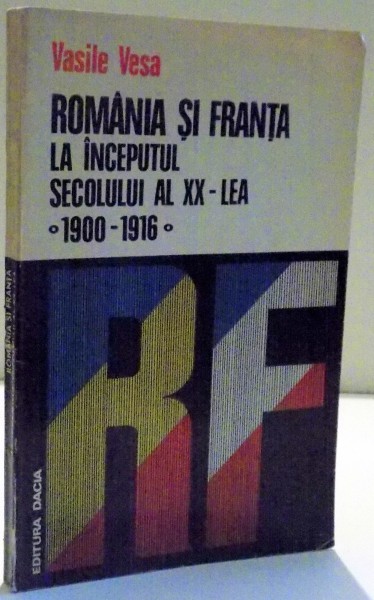 Vasile Vesa
ROMÂNIA ȘI FRANȚA
LA ÎNCEPUTUL
SECOLULUI AL XX-LEA
1900-1916
RF
EDITURA DACIA
ROMÂNIA ȘI FRANȚA